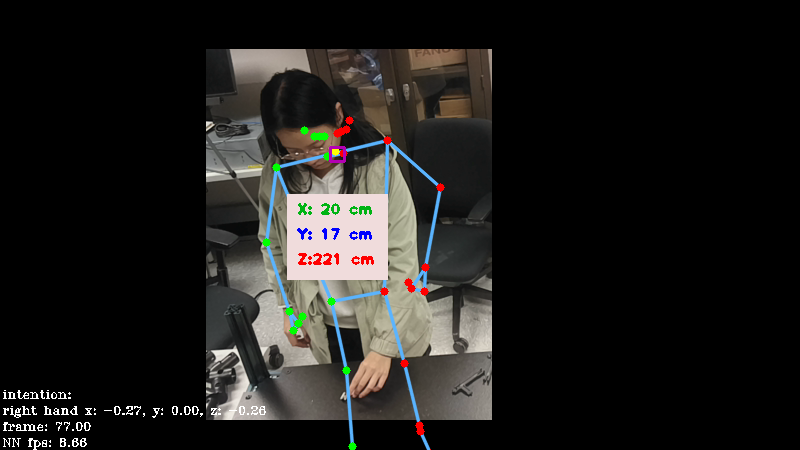 FANUC
X: 20 cm
Y: 17 cm
Z:221 cm
intention:
right hand x: −0.27, y: 0.00, z: −0.26
frame: 77.00
NN fps: 8.66